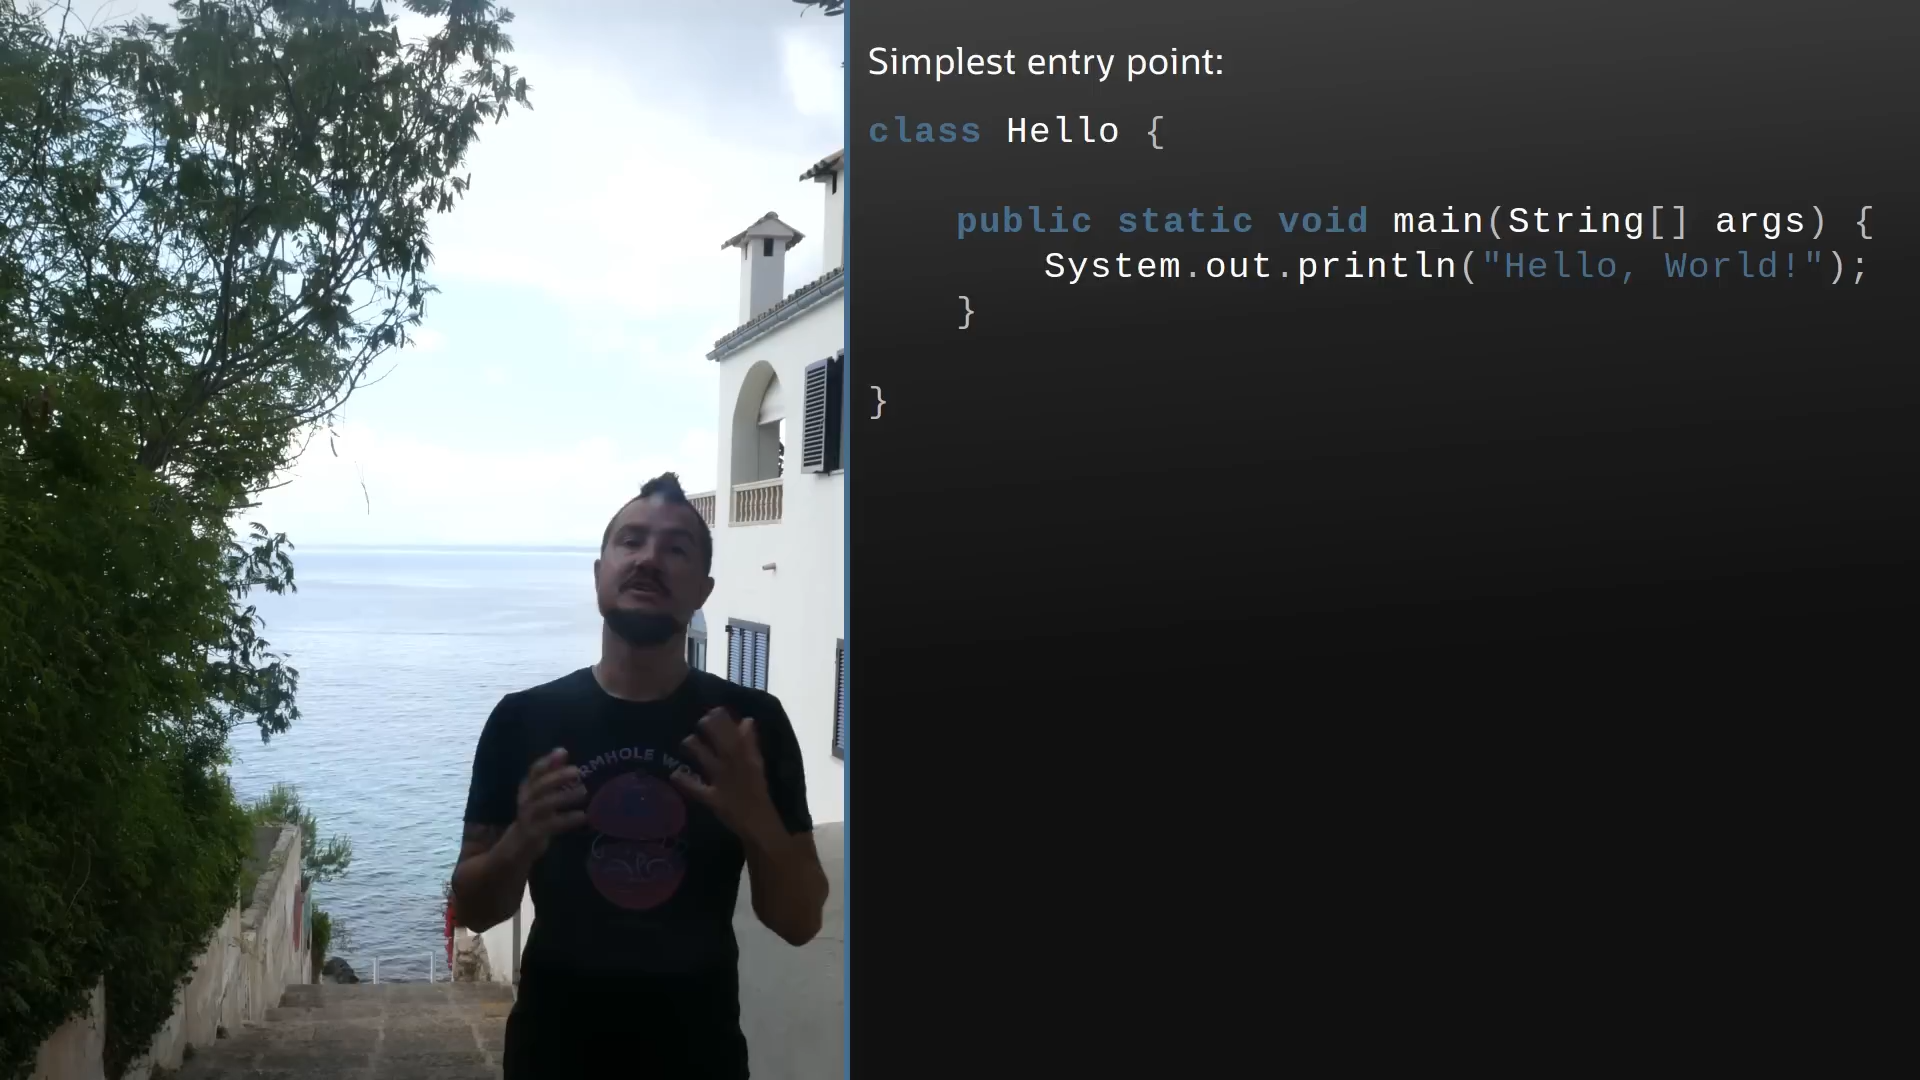 Simplest entry point:
class Hello {
public static void main(String[] args) {
System.out.println("Hello, World!");
}
}